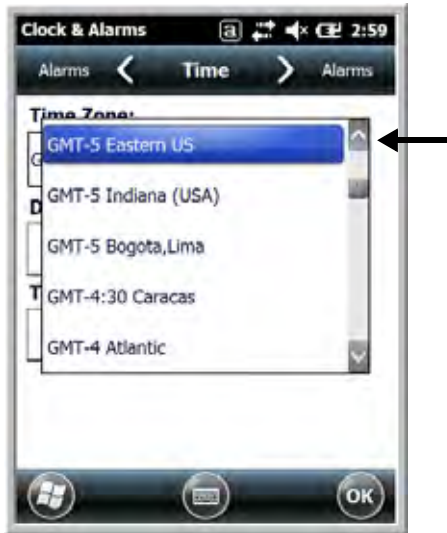 Clock & Alarms a 2:59
Alarms Time Alarms
Time Zone:
G
GMT-5 Eastern US
GMT-5 Indiana (USA)
D
GMT-5 Bogota,Lima
T
GMT-4:30 Caracas
GMT-4 Atlantic
OK